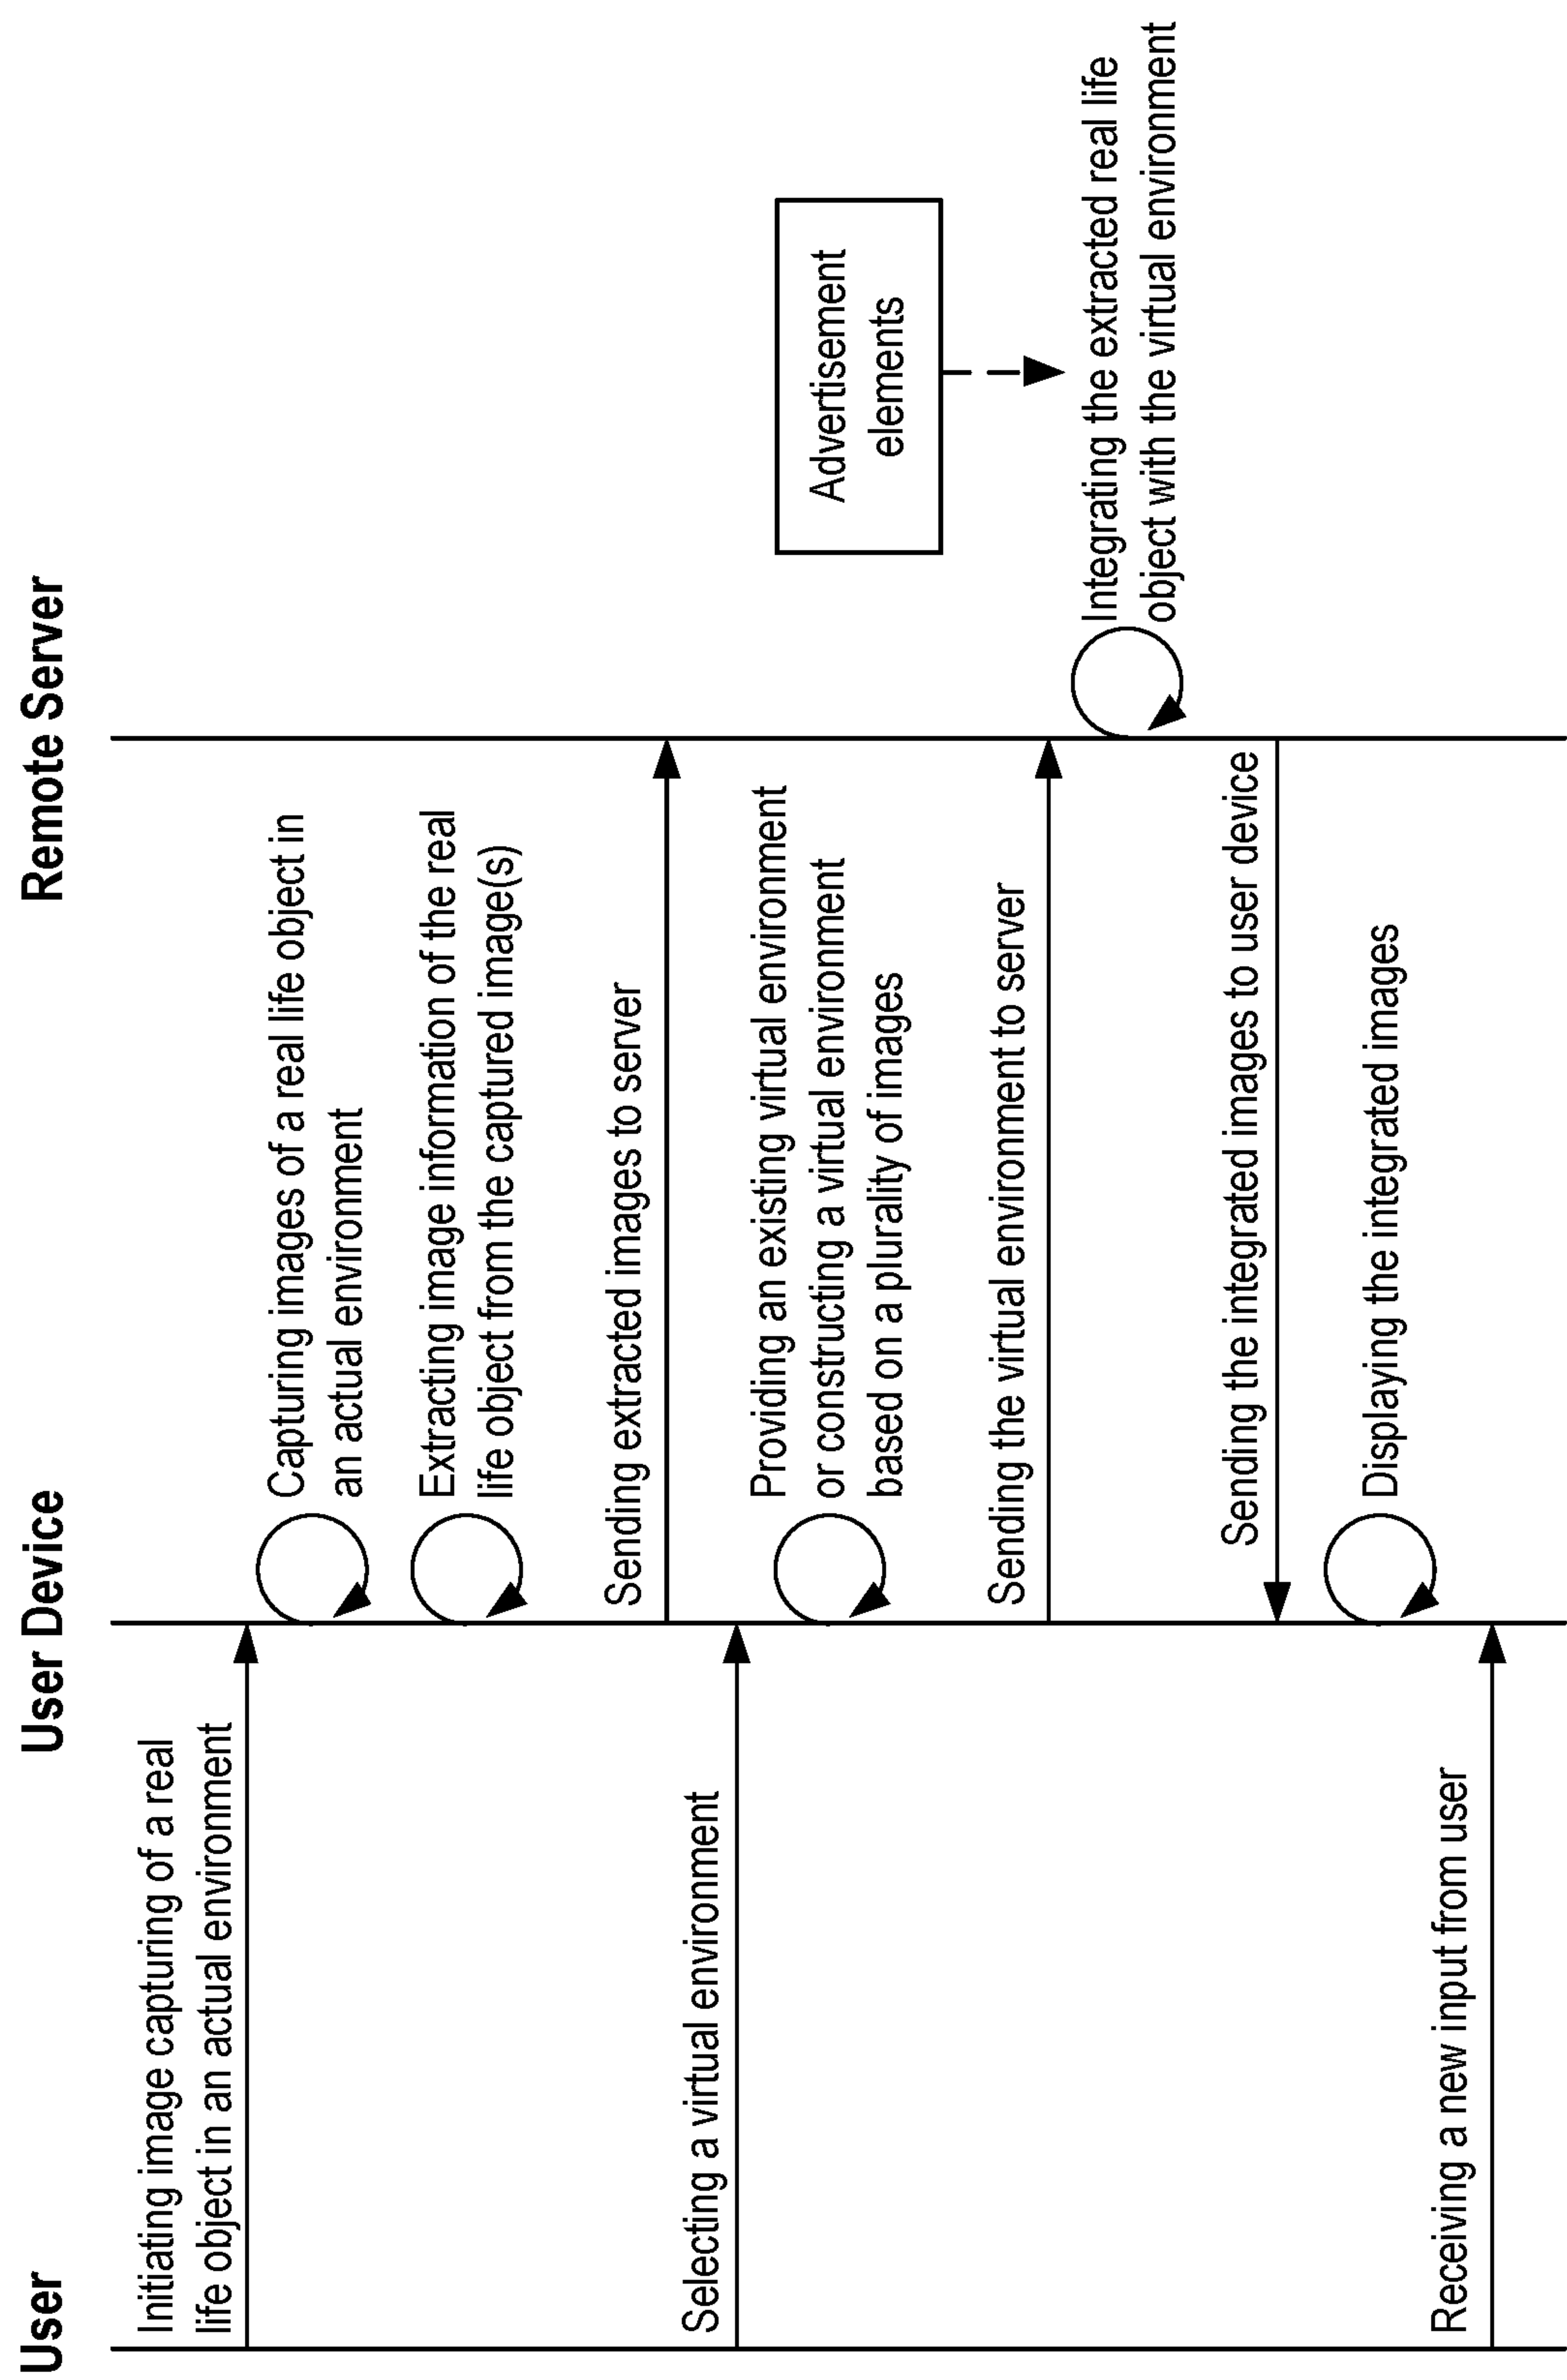 User
User Device
Remote Server
Initiating image capturing of a real
life object in an actual environment
Capturing images of a real life object in
an actual environment
Extracting image information of the real
life object from the captured image(s)
Sending extracted images to server
Selecting a virtual environment
Providing an existing virtual environment
or constructing a virtual environment
based on a plurality of images
Advertisement
elements
Sending the virtual environment to server
Integrating the extracted real life
object with the virtual environment
Sending the integrated images to user device
Displaying the integrated images
Receiving a new input from user